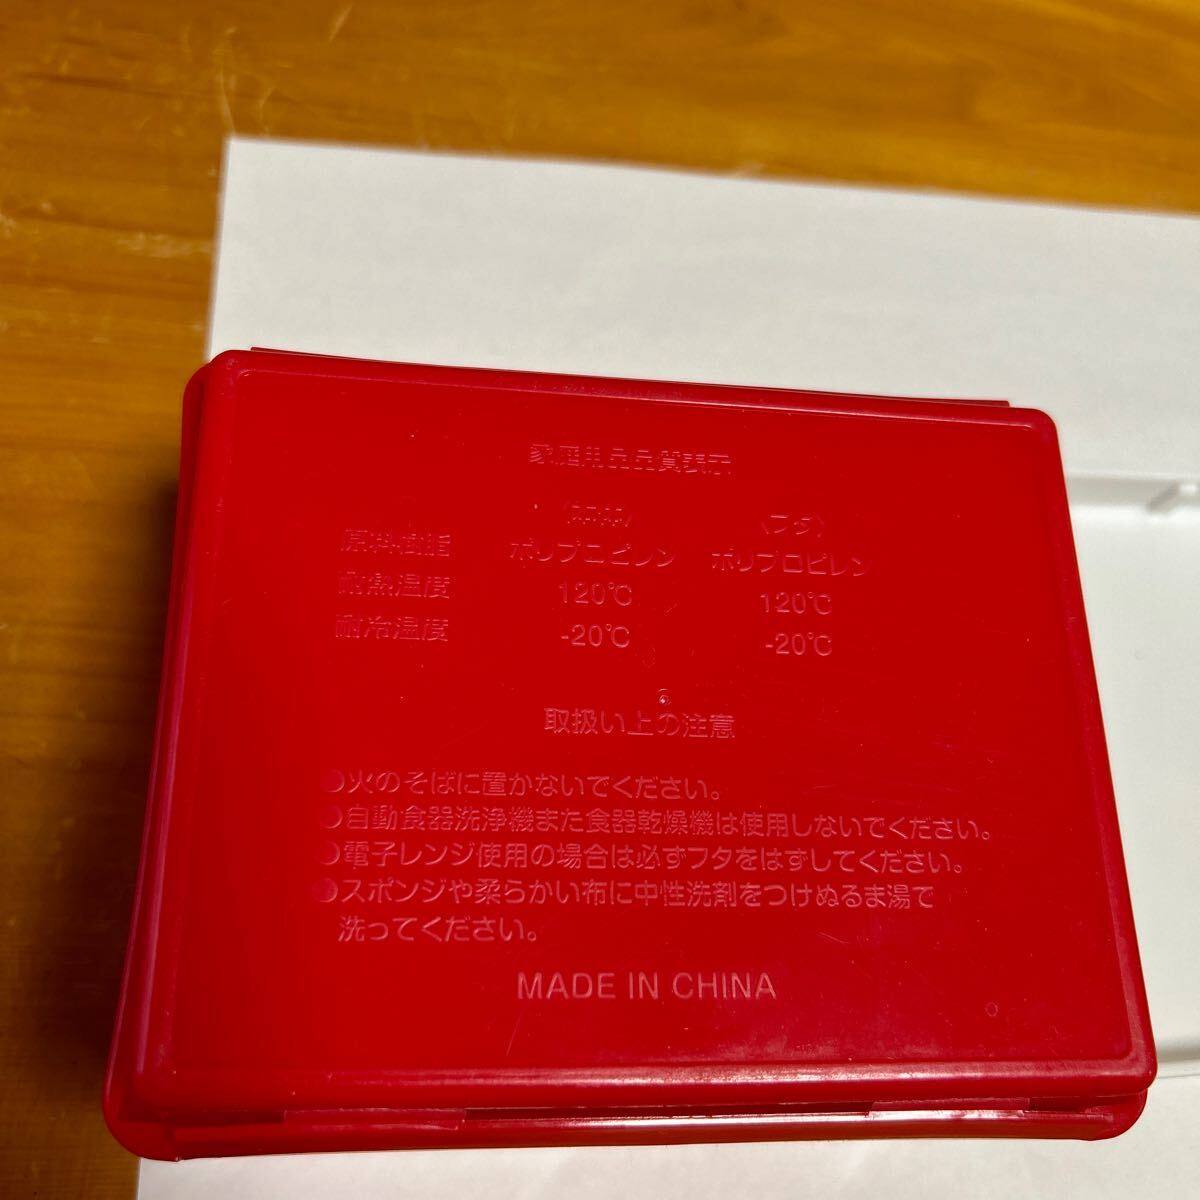 家庭用品品質表示
〈本体〉 〈フタ〉
原料樹脂 ポリプロピレン ポリプロピレン
耐熱温度 120℃ 120℃
耐冷温度 -20℃ -20℃
取扱い上の注意
●火のそばに置かないでください。
●自動食器洗浄機また食器乾燥機は使用しないでください。
●電子レンジ使用の場合は必ずフタをはずしてください。
●スポンジや柔らかい布に中性洗剤をつけぬるま湯で
洗ってください。
MADE IN CHINA